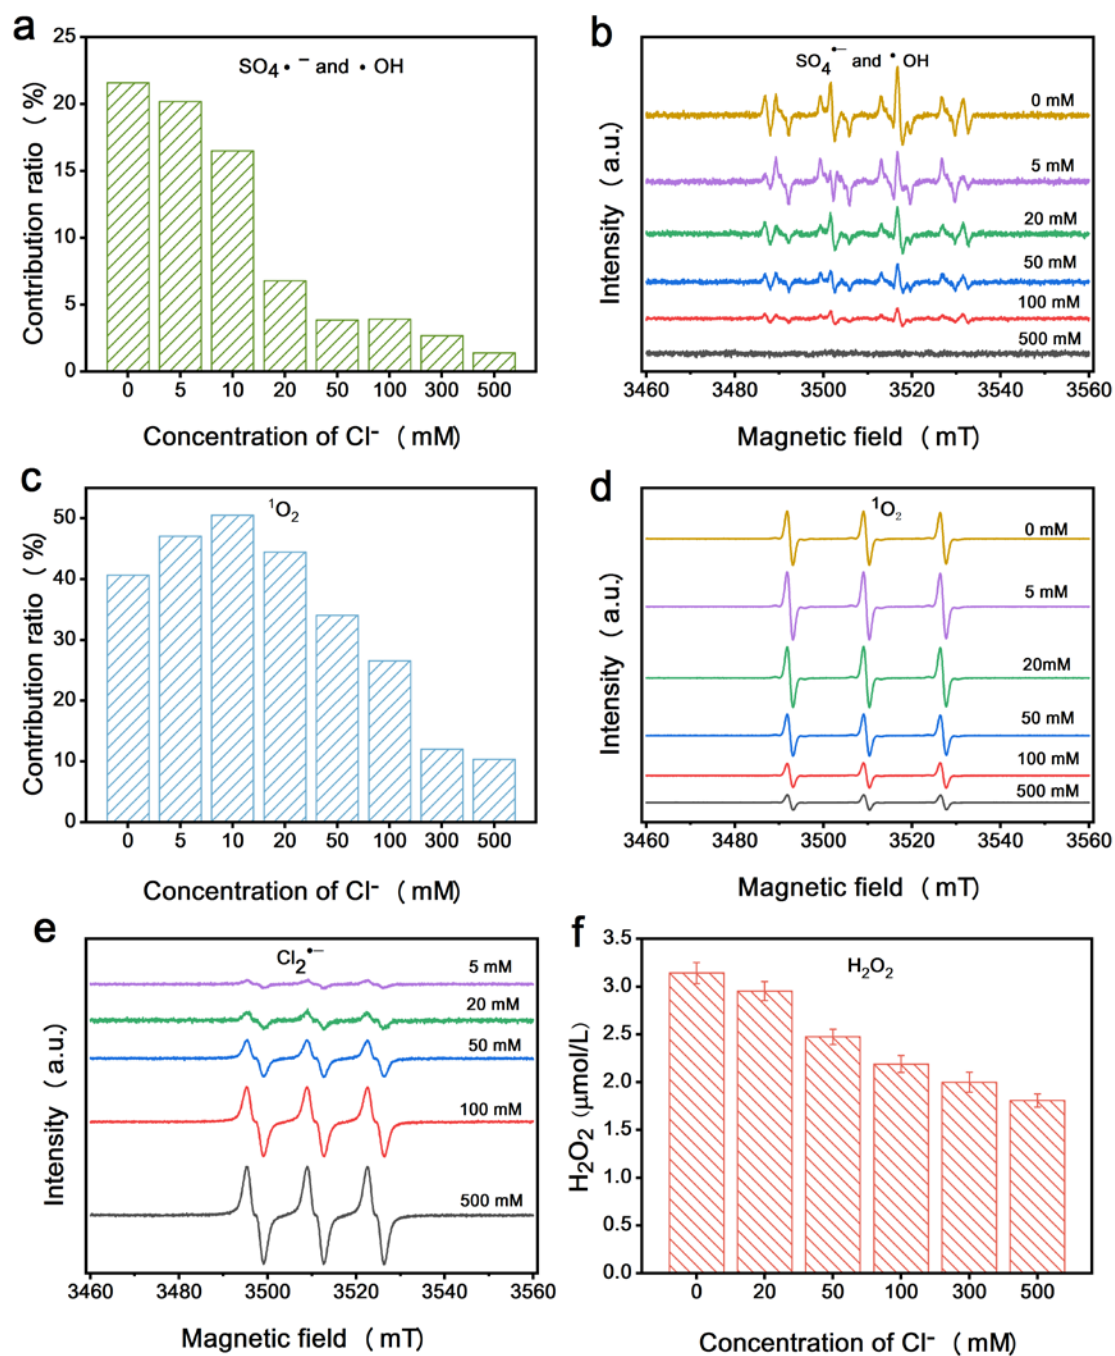 a
SO4 •⁻ and •OH
Contribution ratio (%)
25
20
15
10
5
0
0 5 10 20 50 100 300 500
Concentration of Cl⁻ (mM)
b
SO₄•⁻ and •OH
0 mM
5 mM
20 mM
50 mM
100 mM
500 mM
Intensity (a.u.)
3460 3480 3500 3520 3540 3560
Magnetic field (mT)
c
¹O₂
Contribution ratio (%)
50
40
30
20
10
0
0 5 10 20 50 100 300 500
Concentration of Cl⁻ (mM)
d
¹O₂
0 mM
5 mM
20mM
50 mM
100 mM
500 mM
Intensity (a.u.)
3460 3480 3500 3520 3540 3560
Magnetic field (mT)
e
Cl₂•⁻
5 mM
20 mM
50 mM
100 mM
500 mM
Intensity (a.u.)
3460 3480 3500 3520 3540 3560
Magnetic field (mT)
f
H₂O₂
H₂O₂ (μmol/L)
3.5
3.0
2.5
2.0
1.5
1.0
0.5
0.0
0 20 50 100 300 500
Concentration of Cl⁻ (mM)